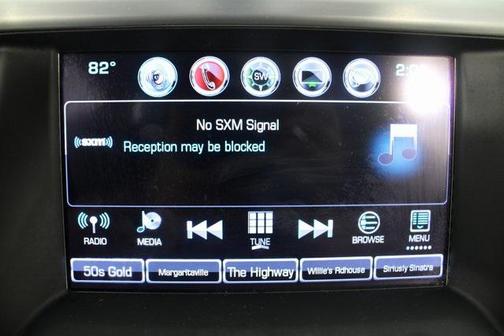 82°
SW
No SXM Signal
((SXM))
Reception may be blocked
RADIO
MEDIA
TUNE
BROWSE
MENU
50s Gold
Margaritaville
The Highway
Willie's Rdhouse
Siriusly Sinatra